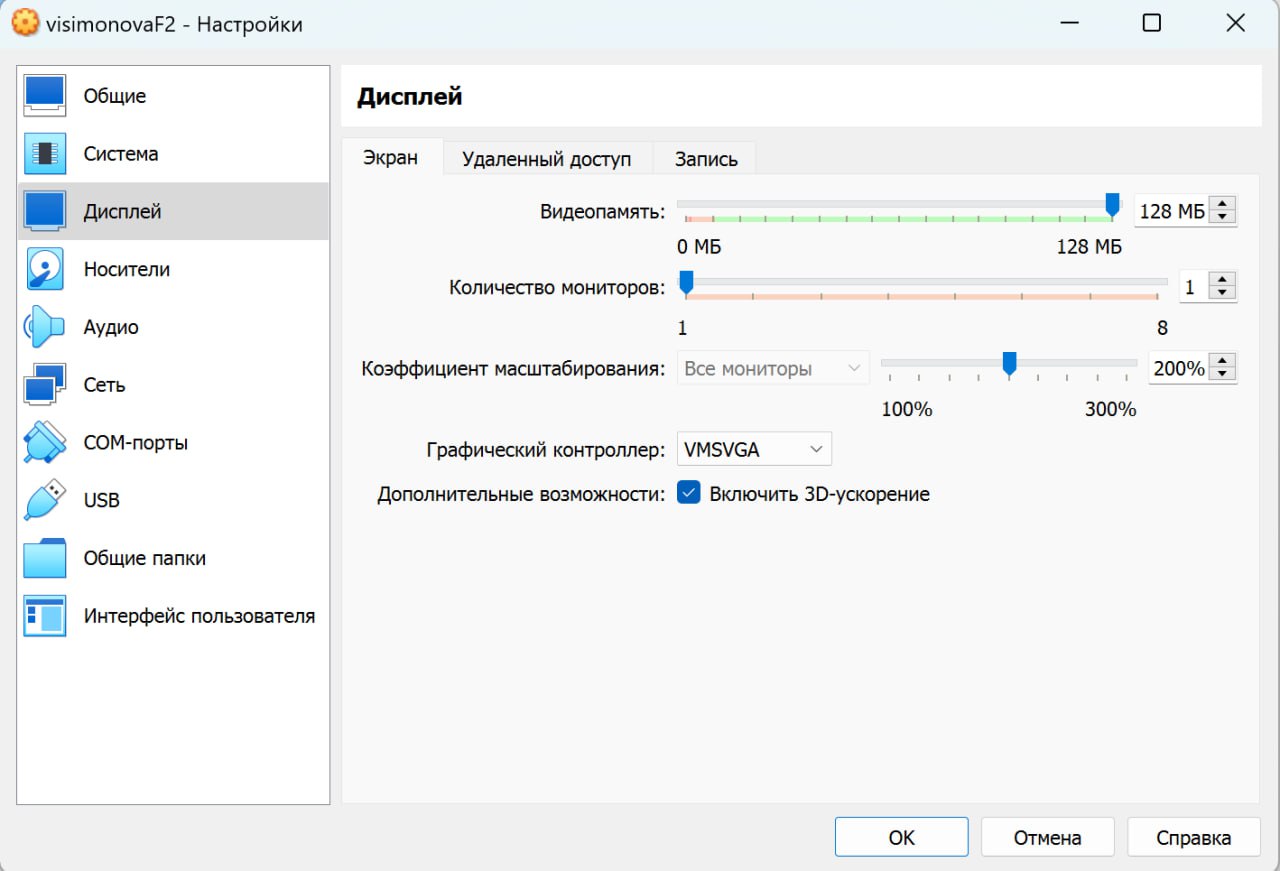 visimonovaF2 - Настройки
Общие
Система
Дисплей
Носители
Аудио
Сеть
COM-порты
USB
Общие папки
Интерфейс пользователя
Дисплей
Экран Удаленный доступ Запись
Видеопамять: 128 МБ
0 МБ 128 МБ
Количество мониторов: 1
1 8
Коэффициент масштабирования: Все мониторы 200%
100% 300%
Графический контроллер: VMSVGA
Дополнительные возможности: Включить 3D-ускорение
OK Отмена Справка